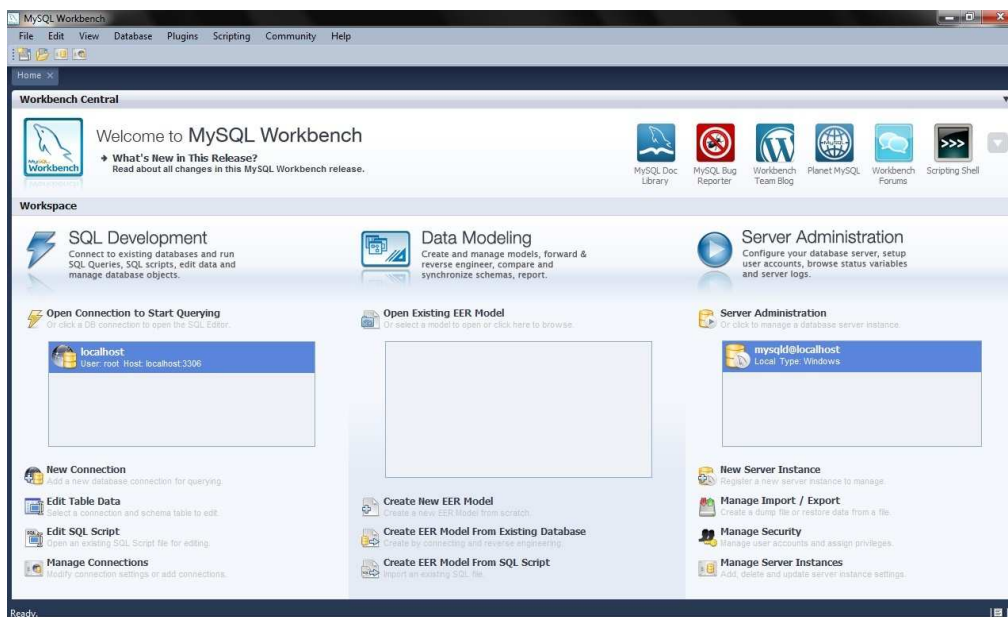 MySQL Workbench
File Edit View Database Plugins Scripting Community Help
Home
Workbench Central
MySQL
Workbench
Welcome to MySQL Workbench
What's New in This Release?
Read about all changes in this MySQL Workbench release.
MySQL Doc
Library
MySQL Bug
Reporter
Workbench
Team Blog
Planet MySQL
Workbench
Forums
>>>
Scripting Shell
Workspace
SQL Development
Connect to existing databases and run
SQL Queries, SQL scripts, edit data and
manage database objects.
Open Connection to Start Querying
Or click a DB connection to open the SQL Editor.
localhost
User: root Host: localhost:3306
New Connection
Add a new database connection for querying.
Edit Table Data
Select a connection and schema table to edit.
Edit SQL Script
Open an existing SQL Script file for editing.
Manage Connections
Modify connection settings or add connections.
Data Modeling
Create and manage models, forward &
reverse engineer, compare and
synchronize schemas, report.
Open Existing EER Model
Or select a model to open or click here to browse.
Create New EER Model
Create a new EER Model from scratch.
Create EER Model From Existing Database
Create by connecting and reverse engineering.
Create EER Model From SQL Script
Import an existing SQL file.
Server Administration
Configure your database server, setup
user accounts, browse status variables
and server logs.
Server Administration
Or click to manage a database server instance.
mysqld@localhost
Local Type: Windows
New Server Instance
Register a new server instance to manage.
Manage Import / Export
Create a dump file or restore data from a file.
Manage Security
Manage user accounts and assign privileges.
Manage Server Instances
Add, delete and update server instance settings.
Ready.